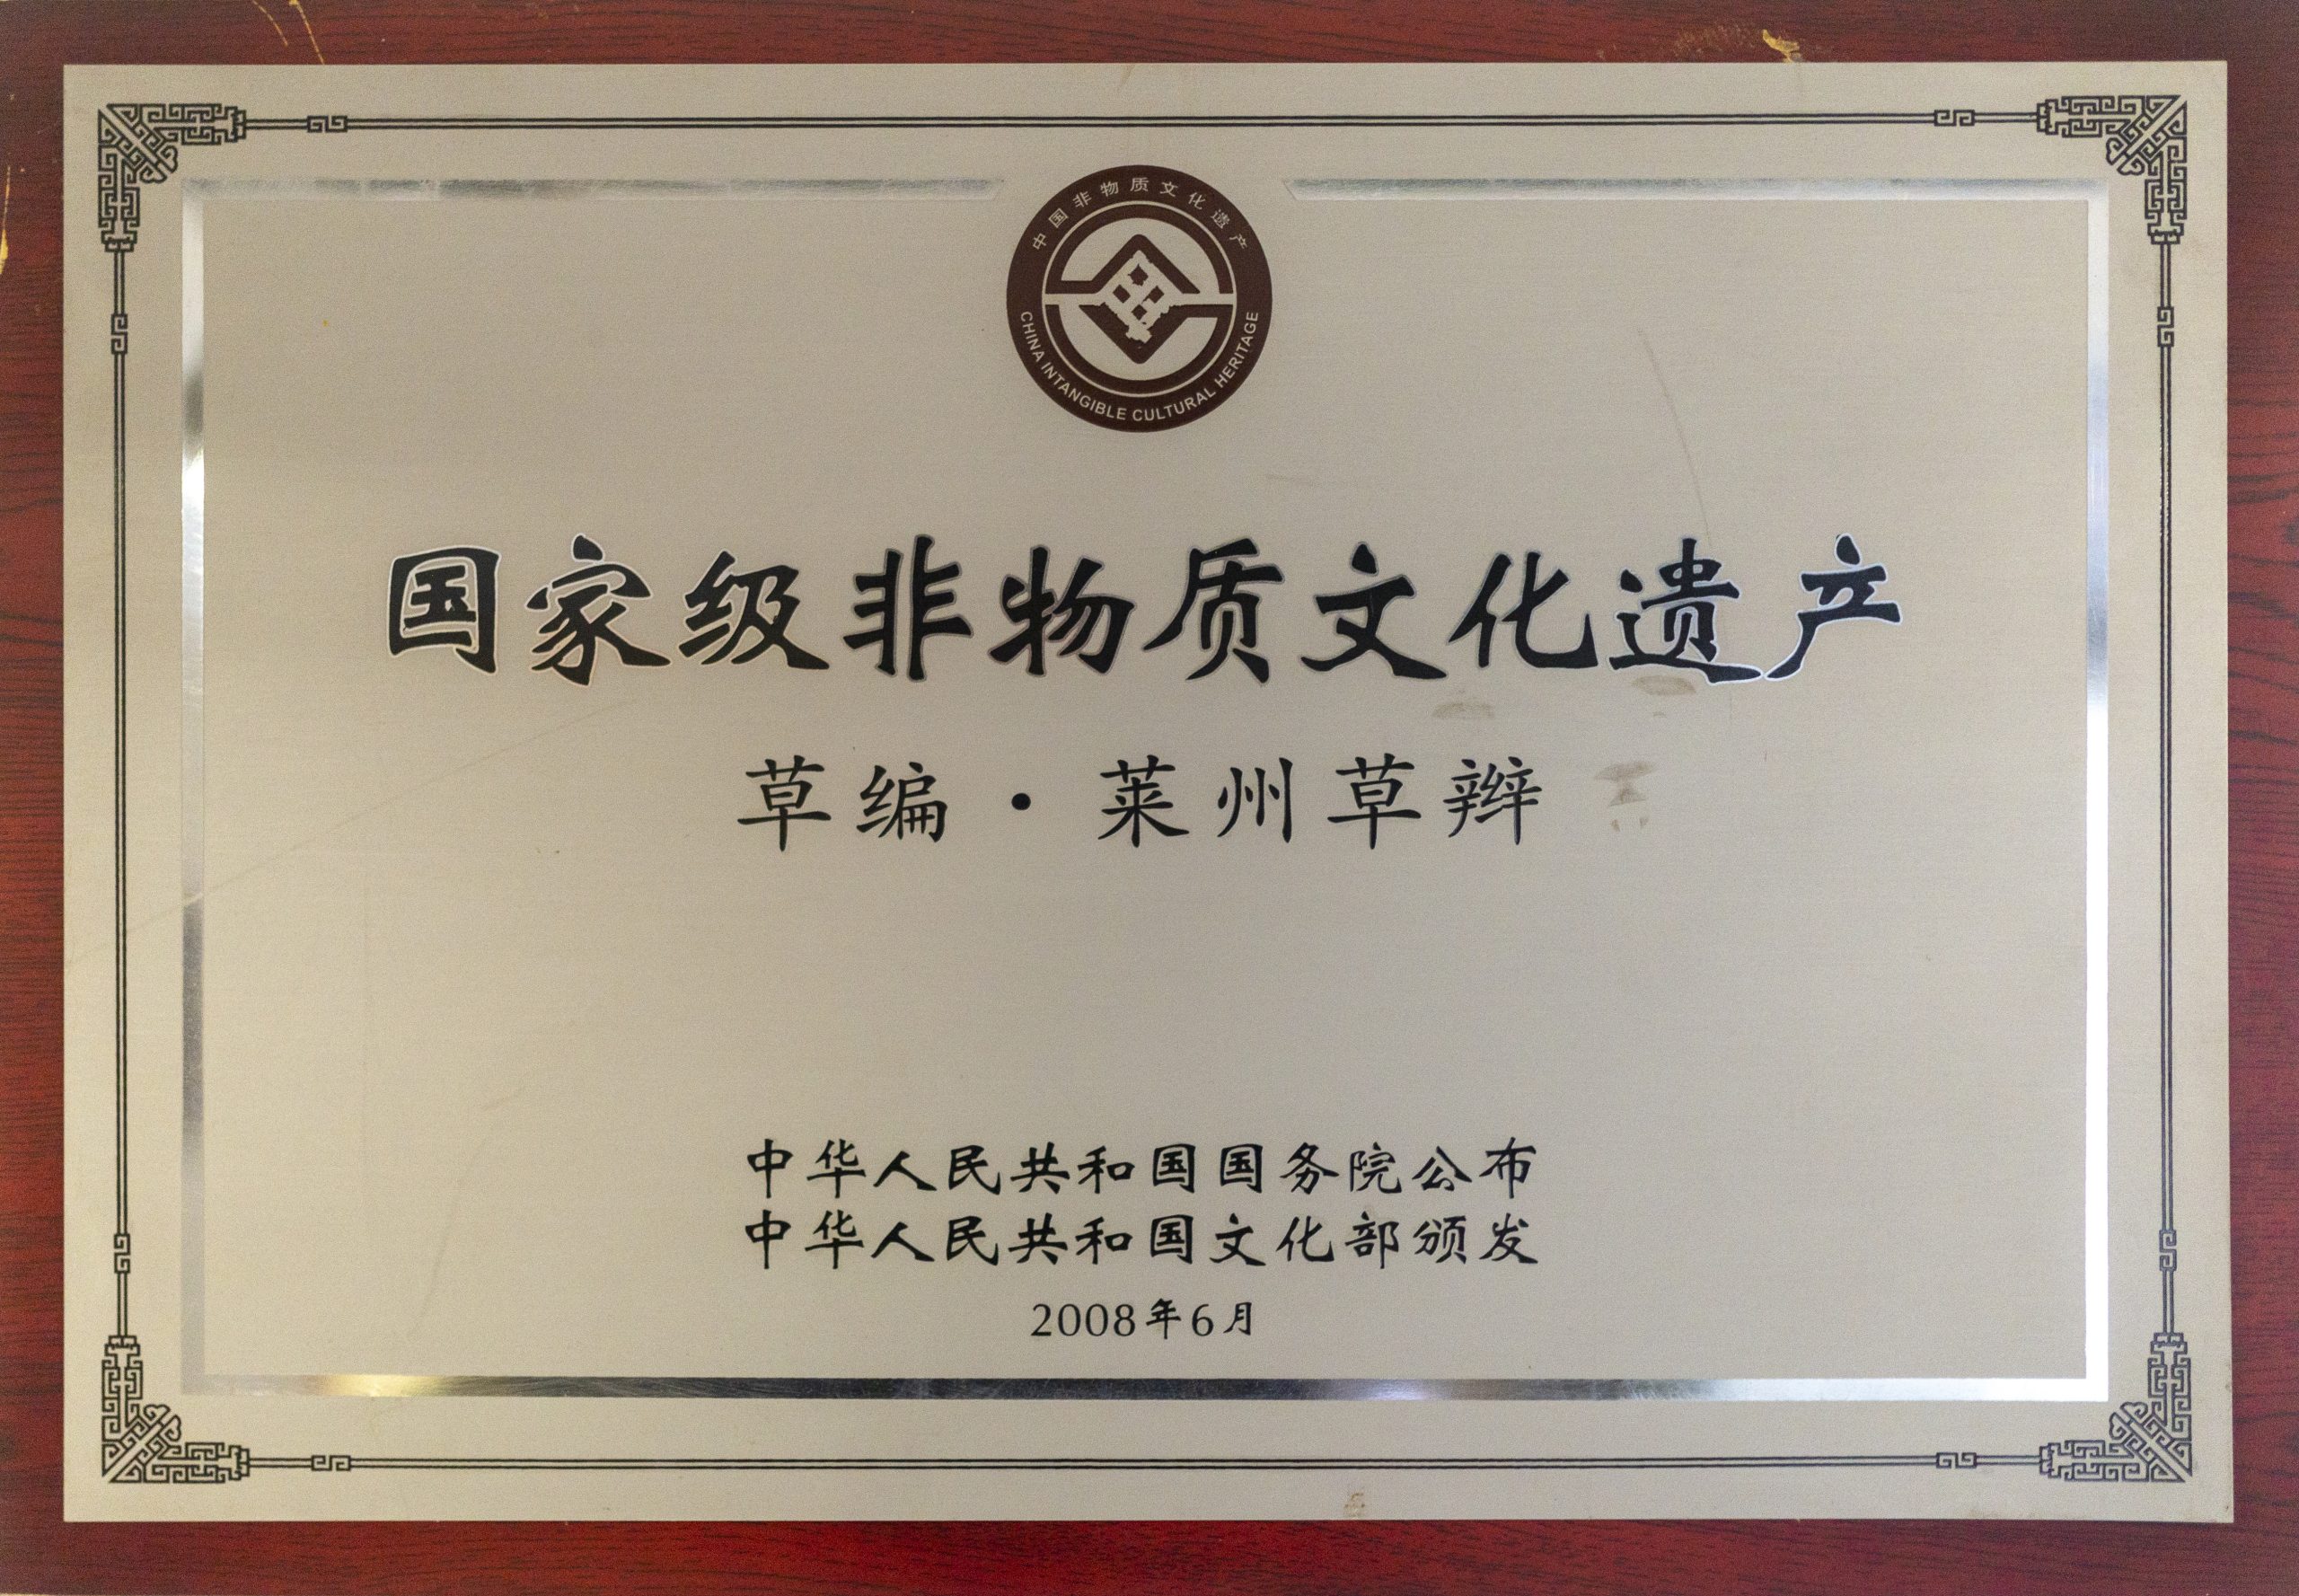 中国非物质文化遗产
CHINA INTANGIBLE CULTURAL HERITAGE
国家级非物质文化遗产
草编·莱州草辫
中华人民共和国国务院公布
中华人民共和国文化部颁发
2008年6月